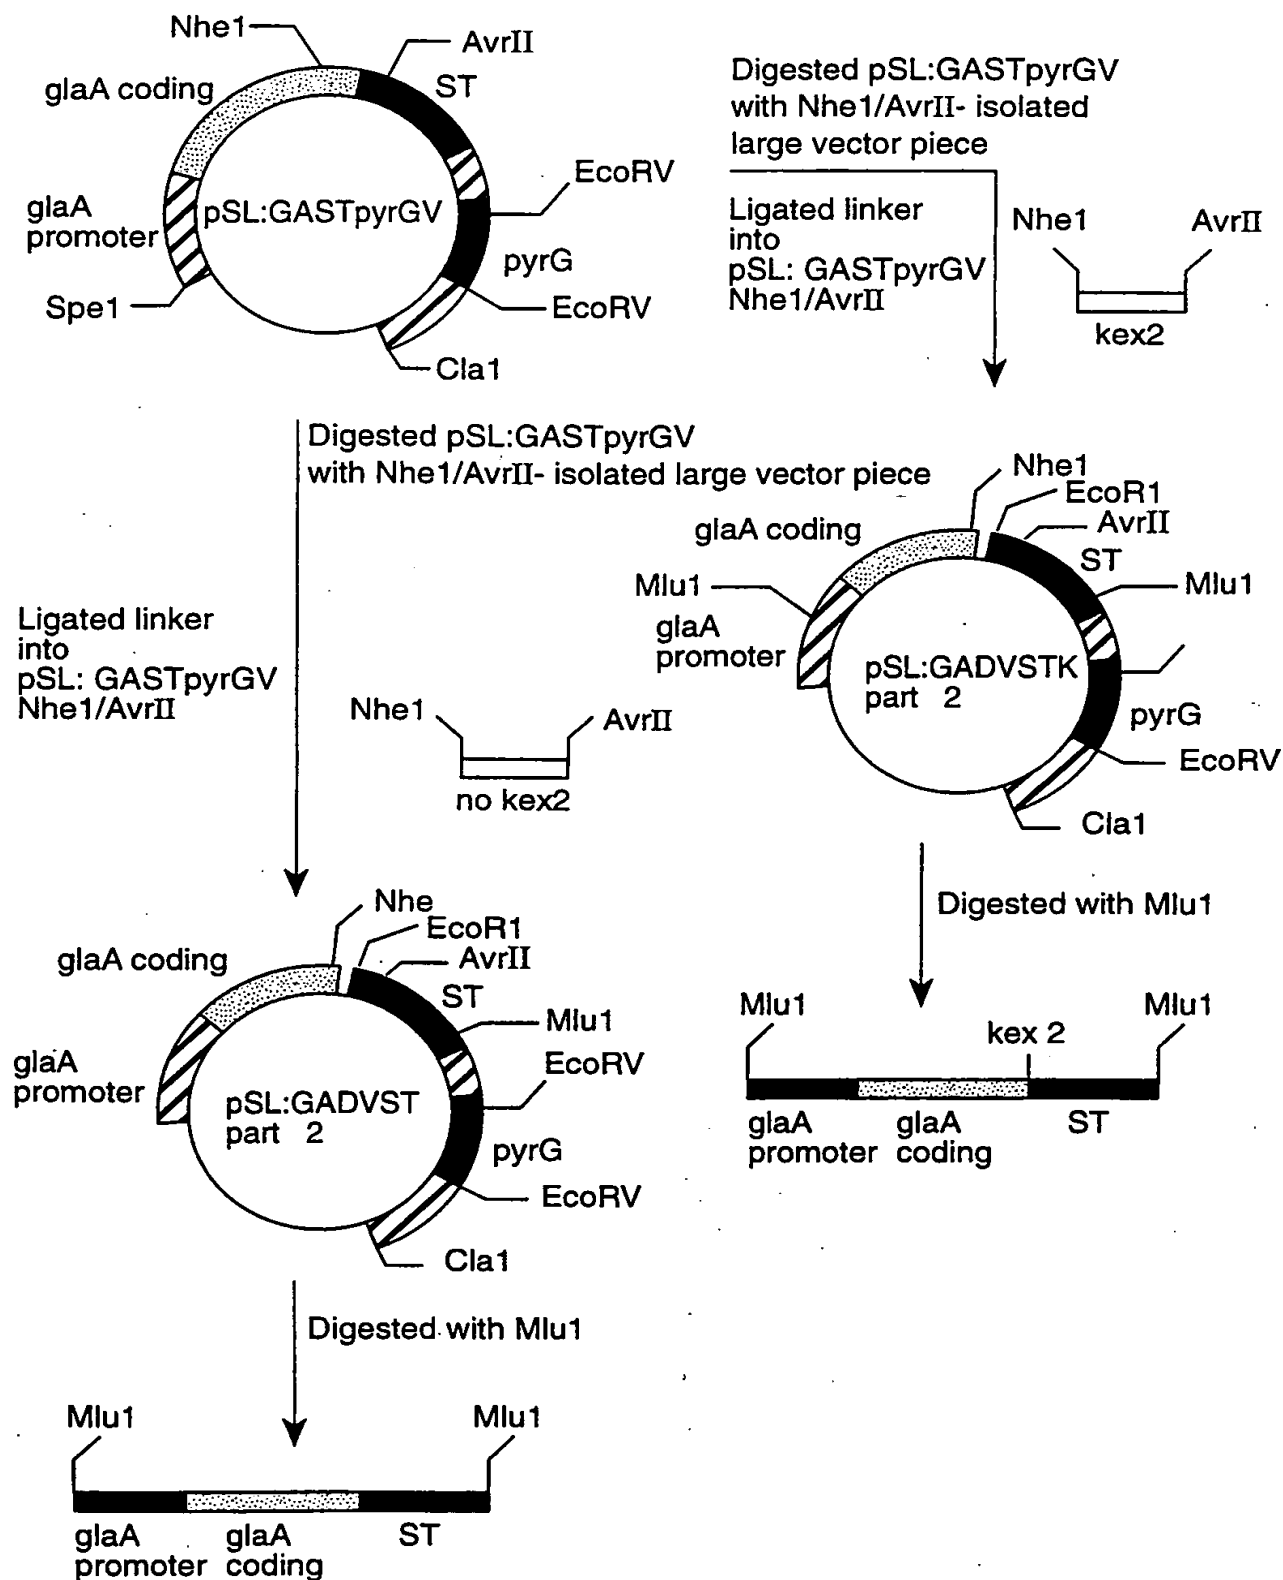 Nhe1
AvrII
glaA coding
ST
EcoRV
glaA
promoter
pSL:GASTpyrGV
pyrG
Spe1
EcoRV
Cla1
Digested pSL:GASTpyrGV
with Nhe1/AvrII- isolated
large vector piece
Ligated linker
into
pSL: GASTpyrGV
Nhe1/AvrII
Nhe1
AvrII
kex2
Digested pSL:GASTpyrGV
with Nhe1/AvrII- isolated large vector piece
Ligated linker
into
pSL: GASTpyrGV
Nhe1/AvrII
Nhe1
AvrII
no kex2
Nhe1
EcoR1
AvrII
glaA coding
ST
Mlu1
Mlu1
glaA
promoter
pSL:GADVSTK
part 2
pyrG
EcoRV
Cla1
Digested with Mlu1
Mlu1
Mlu1
kex 2
glaA
promoter
glaA
coding
ST
Nhe
EcoR1
AvrII
glaA coding
ST
Mlu1
EcoRV
glaA
promoter
pSL:GADVST
part 2
pyrG
EcoRV
Cla1
Digested with Mlu1
Mlu1
Mlu1
glaA
promoter
glaA
coding
ST